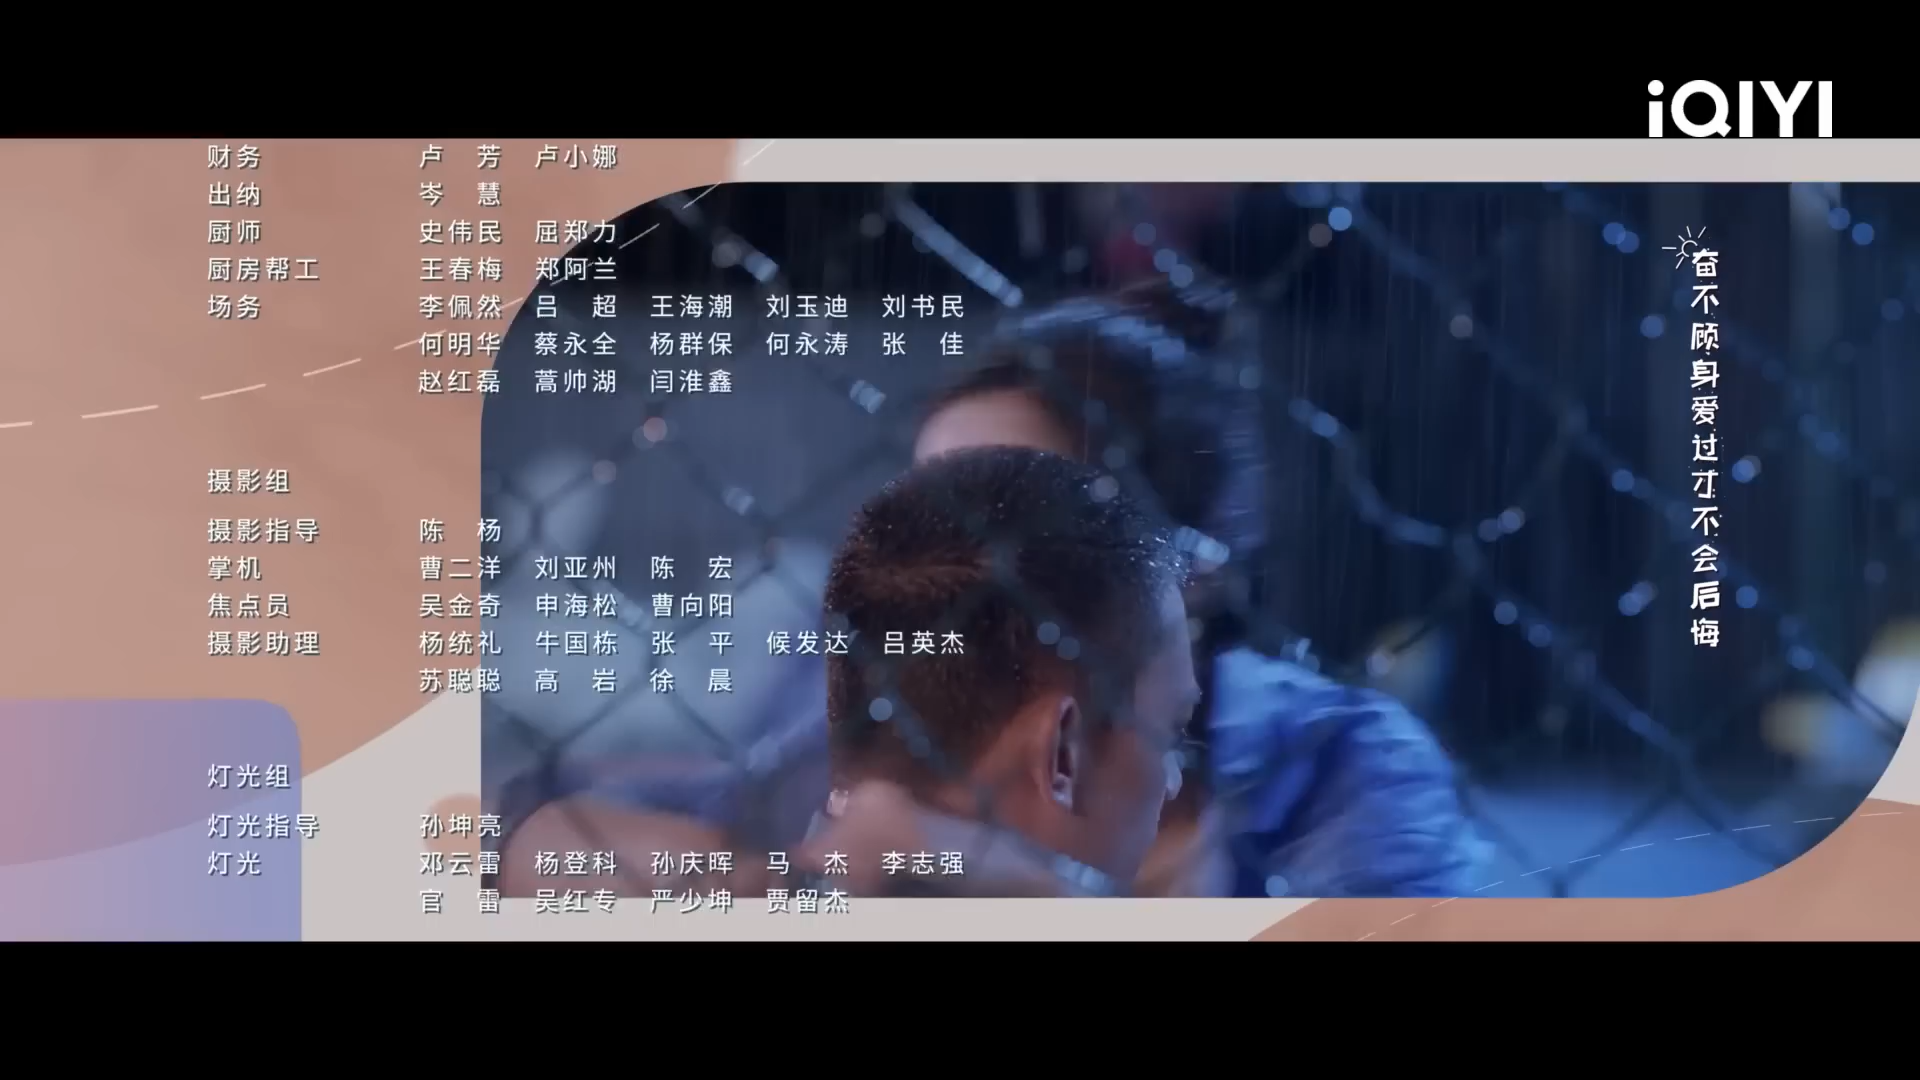 iQIYI
财务 卢 芳 卢小娜
出纳 岑 慧
厨师 史伟民 屈郑力
厨房帮工 王春梅 郑阿兰
场务 李佩然 吕 超 王海潮 刘玉迪 刘书民
何明华 蔡永全 杨群保 何永涛 张 佳
赵红磊 蒿帅湖 闫淮鑫
摄影组
摄影指导 陈 杨
掌机 曹二洋 刘亚州 陈 宏
焦点员 吴金奇 申海松 曹向阳
摄影助理 杨统礼 牛国栋 张 平 候发达 吕英杰
苏聪聪 高 岩 徐 晨
灯光组
灯光指导 孙坤亮
灯光 邓云雷 杨登科 孙庆晖 马 杰 李志强
官 雷 吴红专 严少坤 贾留杰
奋不顾身爱过才不会后悔